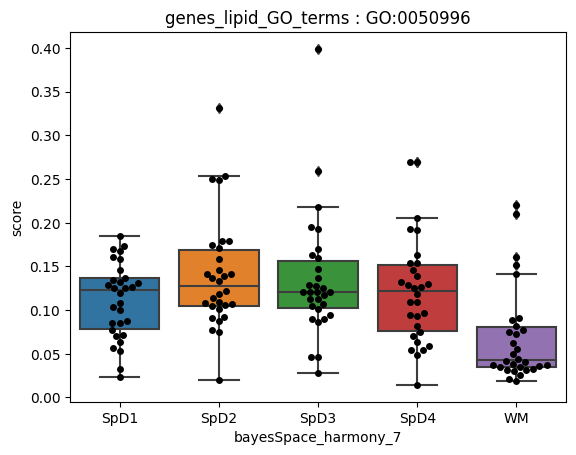 genes_lipid_GO_terms : GO:0050996
0.40
0.35
0.30
0.25
0.20
0.15
0.10
0.05
0.00
score
SpD1 SpD2 SpD3 SpD4 WM
bayesSpace_harmony_7